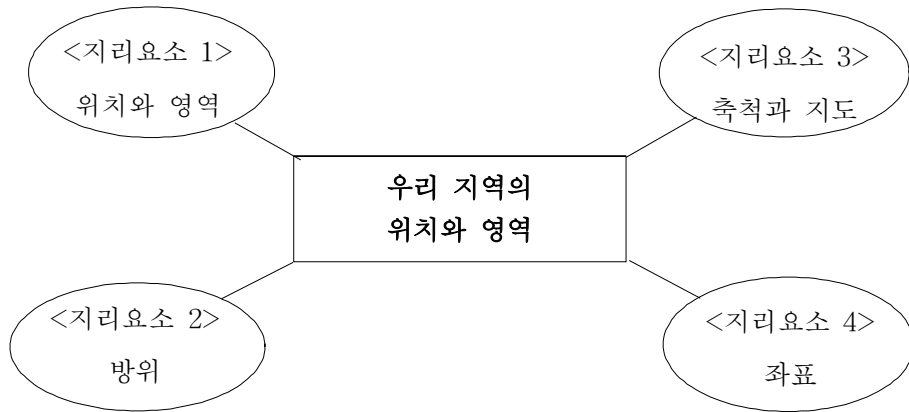 <지리요소 1>
위치와 영역
<지리요소 3>
축척과 지도
우리 지역의
위치와 영역
<지리요소 2>
방위
<지리요소 4>
좌표